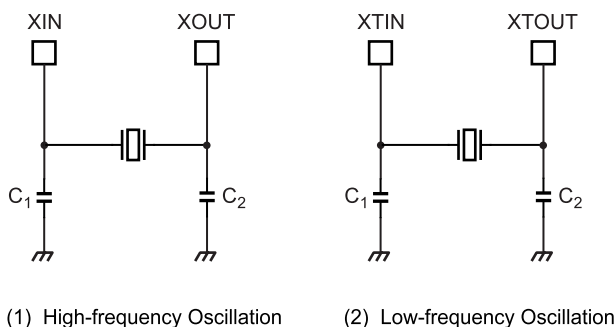 XIN XOUT XTIN XTOUT
C1 C2 C1 C2
(1) High-frequency Oscillation (2) Low-frequency Oscillation